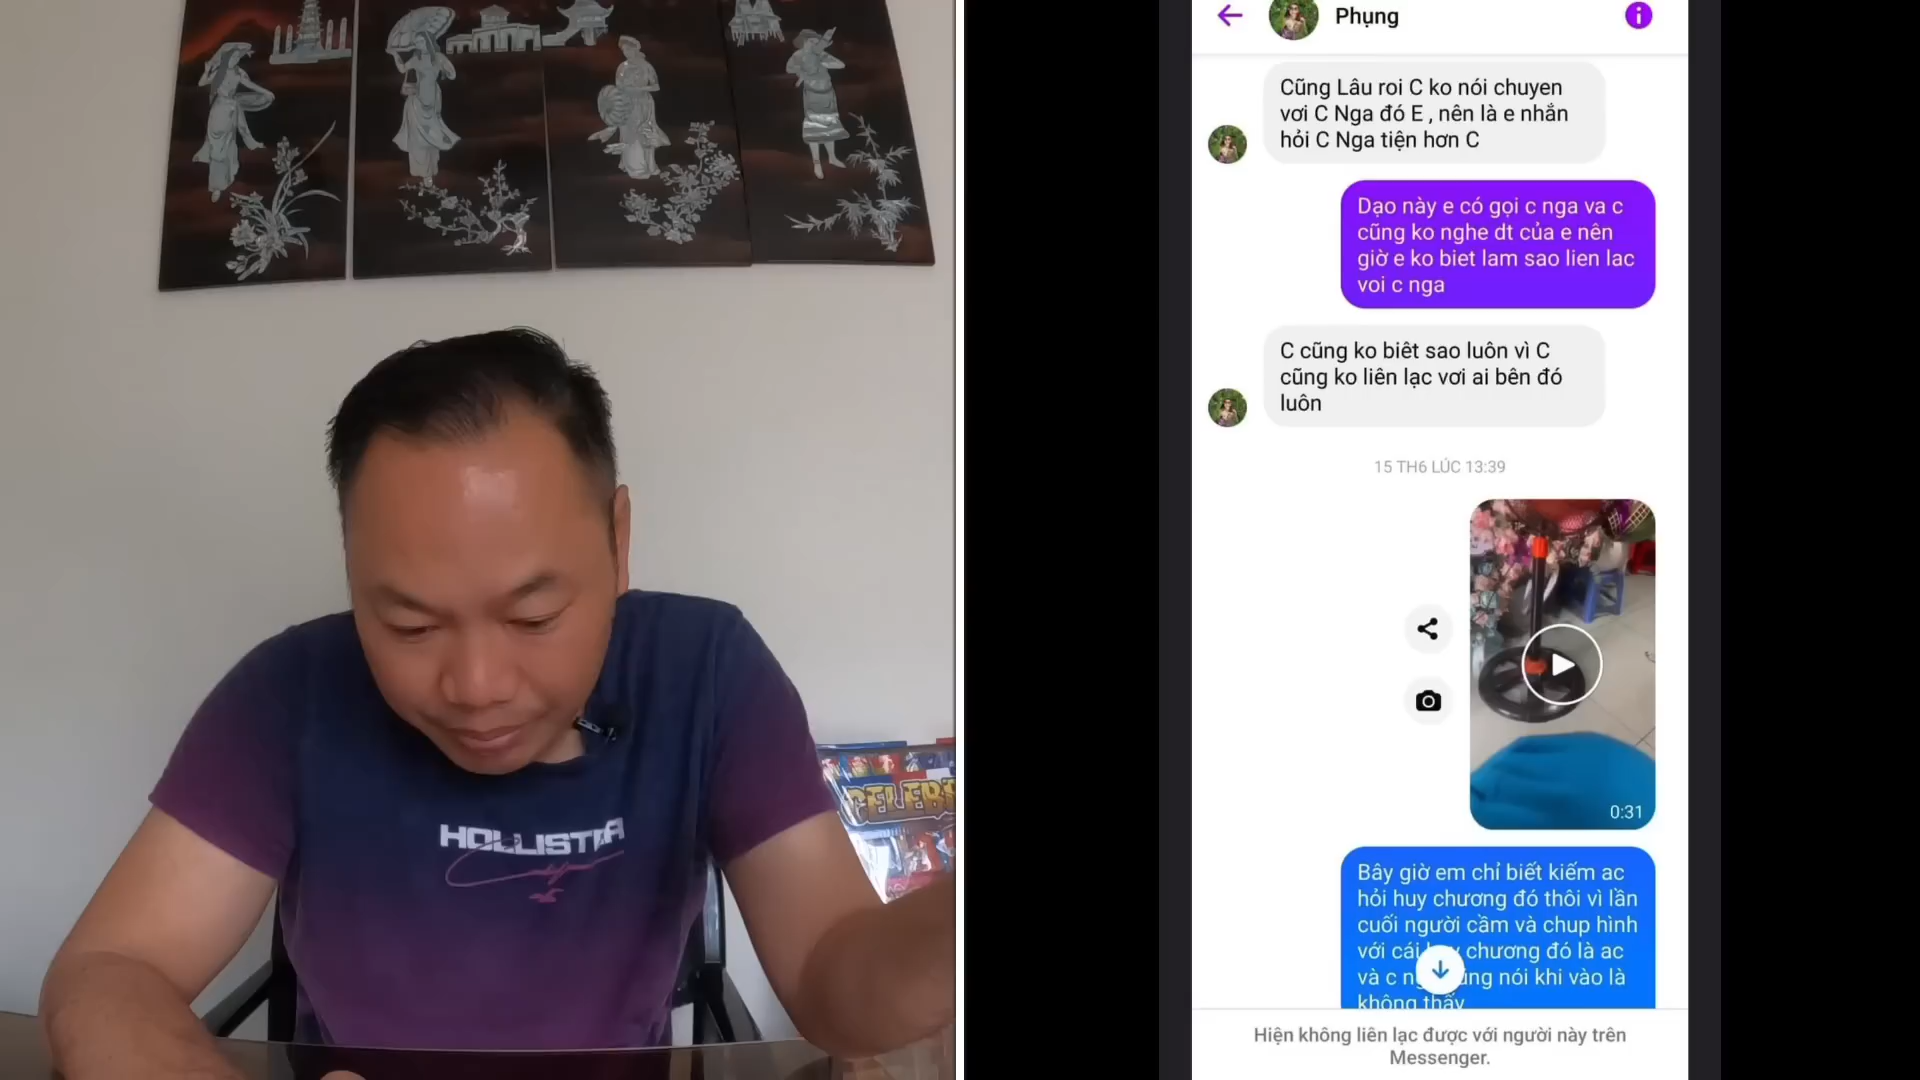 Phụng
Cũng Lâu roi C ko nói chuyen
vơi C Nga đó E , nên là e nhắn
hỏi C Nga tiện hơn C
Dạo này e có gọi c nga va c
cũng ko nghe dt của e nên
giờ e ko biet lam sao lien lac
voi c nga
C cũng ko biêt sao luôn vì C
cũng ko liên lạc vơi ai bên đó
luôn
15 TH6 LÚC 13:39
0:31
Bây giờ em chỉ biết kiếm ac
hỏi huy chương đó thôi vì lần
cuối người cầm và chup hình
với cái chương đó là ac
và c nói khi vào là
không thấy
Hiện không liên lạc được với người này trên
Messenger.
HOLLISTER